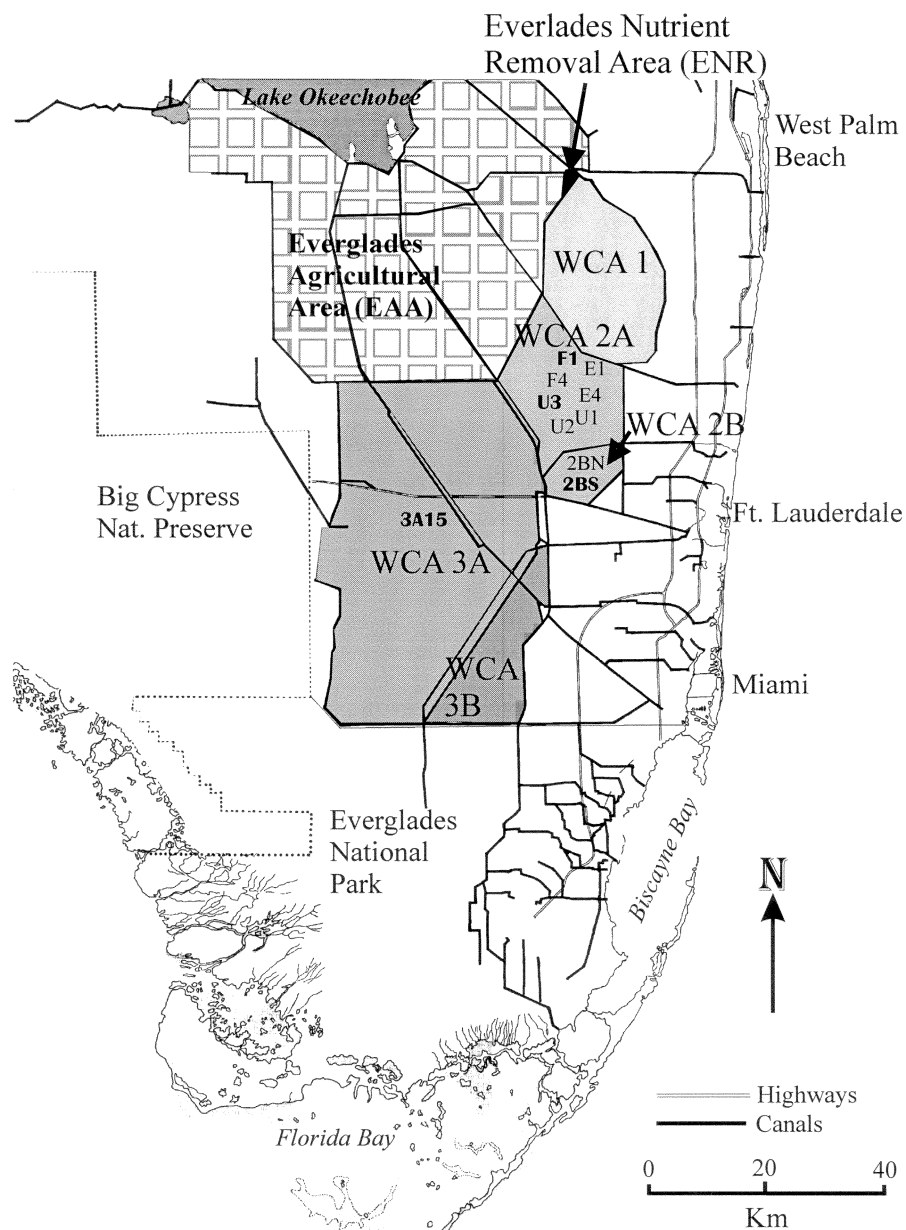 Everlades Nutrient
Removal Area (ENR)
Lake Okeechobee
West Palm
Beach
WCA 1
Everglades
Agricultural
Area (EAA)
WCA 2A
F1
E1
F4
E4
U3
U1
U2
WCA 2B
2BN
2BS
Big Cypress
Nat. Preserve
3A15
Ft. Lauderdale
WCA 3A
WCA
3B
Miami
Everglades
National
Park
Biscayne Bay
N
Florida Bay
Highways
Canals
0 20 40
Km